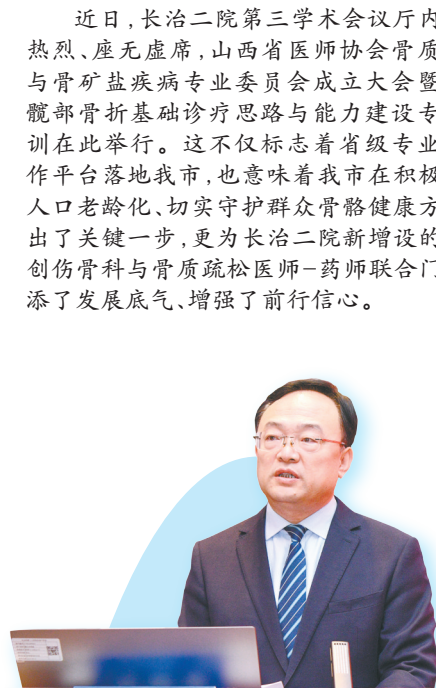 近日，长治二院第三学术会议厅内
热烈、座无虚席，山西省医师协会骨质
与骨矿盐疾病专业委员会成立大会暨
髋部骨折基础诊疗思路与能力建设专
训在此举行。这不仅标志着省级专业
作平台落地我市，也意味着我市在积极
人口老龄化、切实守护群众骨骼健康方
出了关键一步，更为长治二院新增设的
创伤骨科与骨质疏松医师-药师联合门
添了发展底气、增强了前行信心。